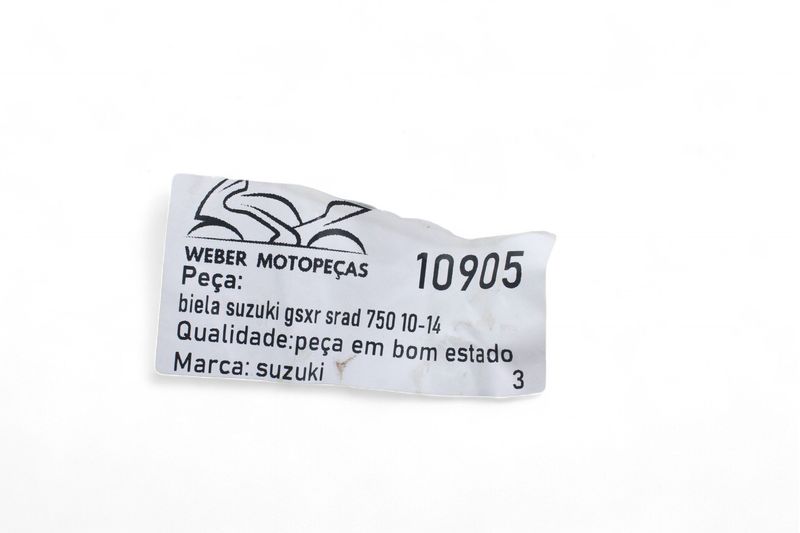 WEBER MOTOPEÇAS
10905
Peça:
biela suzuki gsxr srad 750 10-14
Qualidade:peça em bom estado
Marca: suzuki
3